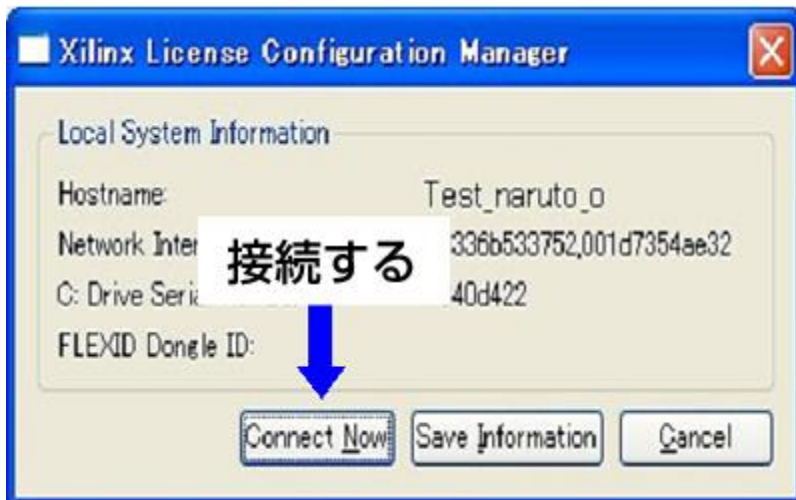 Xilinx License Configuration Manager
Local System Information
Hostname: Test_naruto_o
Network Inter 336b533752,001d7354ae32
接続する
C: Drive Seria 40d422
FLEXID Dongle ID:
Connect Now Save Information Cancel